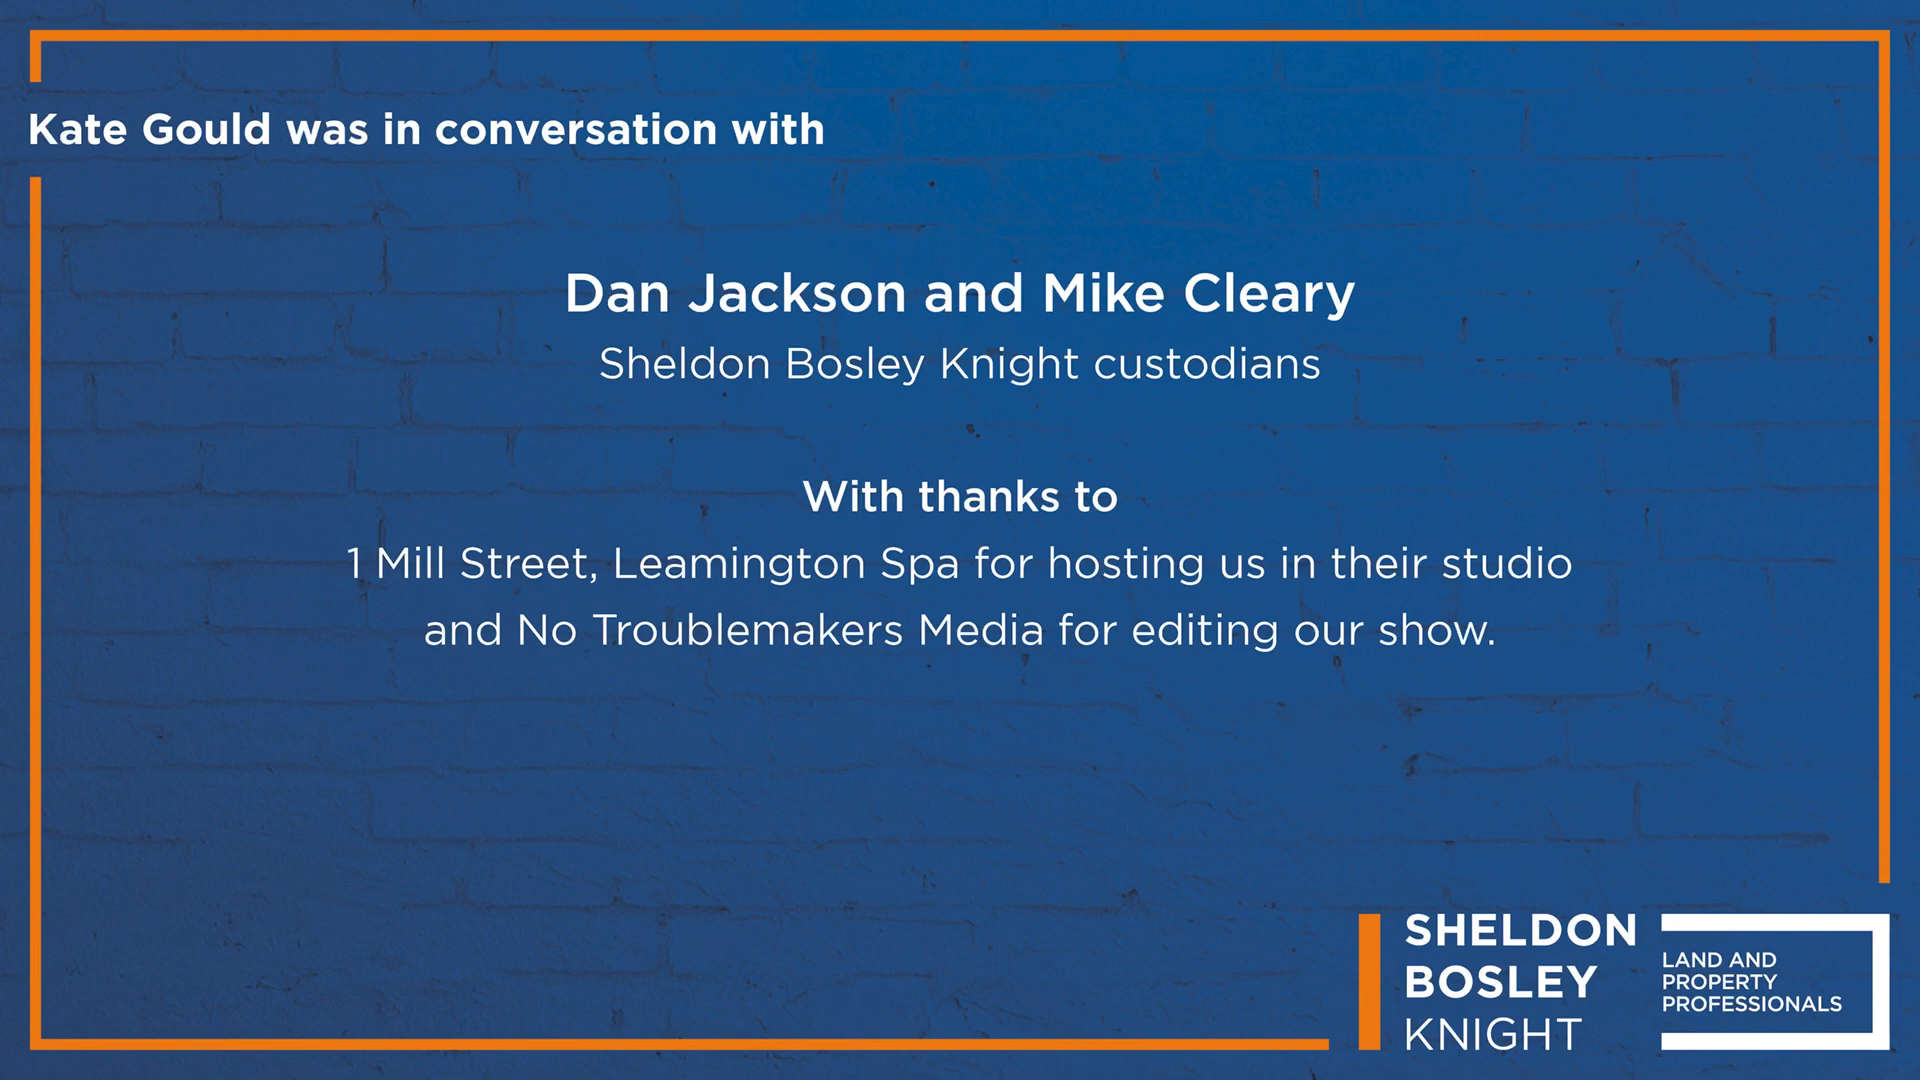 Kate Gould was in conversation with
Dan Jackson and Mike Cleary
Sheldon Bosley Knight custodians
With thanks to
1 Mill Street, Leamington Spa for hosting us in their studio
and No Troublemakers Media for editing our show.
SHELDON
BOSLEY
KNIGHT
LAND AND
PROPERTY
PROFESSIONALS